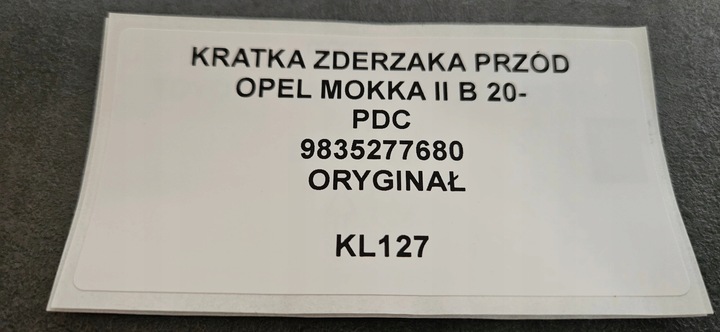 KRATKA ZDERZAKA PRZÓD
OPEL MOKKA II B 20-
PDC
9835277680
ORYGINAŁ
KL127